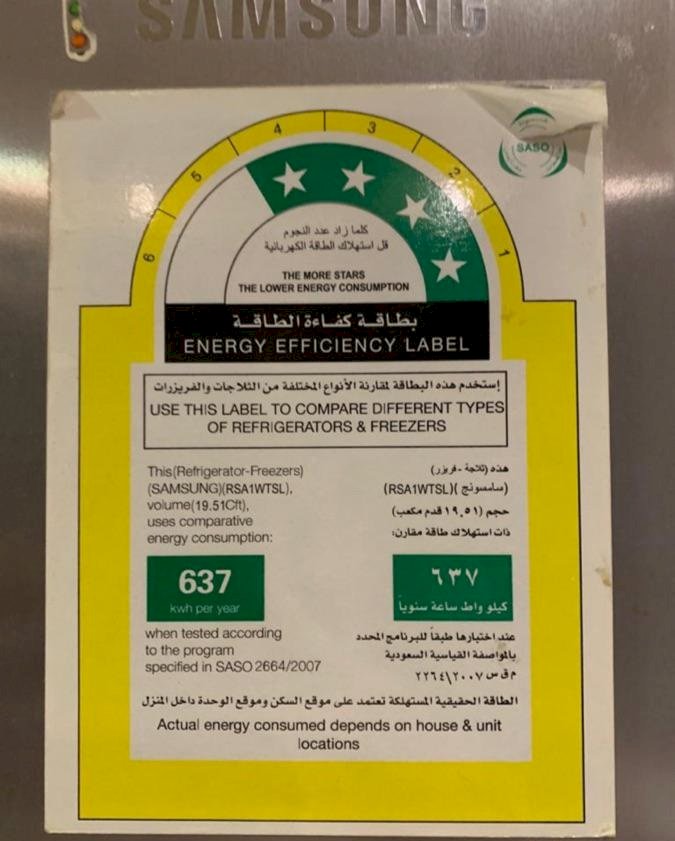 SAMSUNG
SASO
6 5 4 3 2 1
كلما زاد عدد النجوم
قل استهلاك الطاقة الكهربائية
THE MORE STARS
THE LOWER ENERGY CONSUMPTION
بطاقة كفاءة الطاقة
ENERGY EFFICIENCY LABEL
إستخدم هذه البطاقة لمقارنة الأنواع المختلفة من الثلاجات والفريزرات
USE THIS LABEL TO COMPARE DIFFERENT TYPES
OF REFRIGERATORS & FREEZERS
This(Refrigerator-Freezers)
(SAMSUNG)(RSA1WTSL),
volume(19.51Cft),
uses comparative
energy consumption:
637
kwh per year
when tested according
to the program
specified in SASO 2664/2007
هذه (ثلاجة -فريزر)
(سامسونج )(RSA1WTSL)
حجم (١٩,٥١ قدم مكعب)
ذات استهلاك طاقة مقارن:
٦٣٧
كيلو واط ساعة سنوياً
عند اختبارها طبقاً للبرنامج المحدد
بالمواصفة القياسية السعودية
م ق س ٢٢٦٤\٢٠٠٧
الطاقة الحقيقية المستهلكة تعتمد على موقع السكن وموقع الوحدة داخل المنزل
Actual energy consumed depends on house & unit
locations